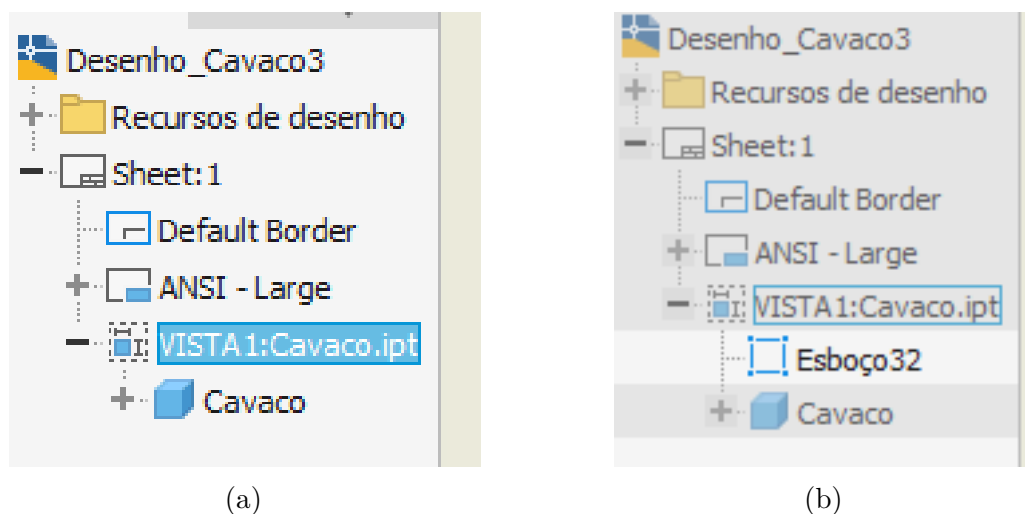 Desenho_Cavaco3
Recursos de desenho
Sheet:1
Default Border
ANSI - Large
VISTA1:Cavaco.ipt
Cavaco
(a)
Desenho_Cavaco3
Recursos de desenho
Sheet:1
Default Border
ANSI - Large
VISTA1:Cavaco.ipt
Esboço32
Cavaco
(b)